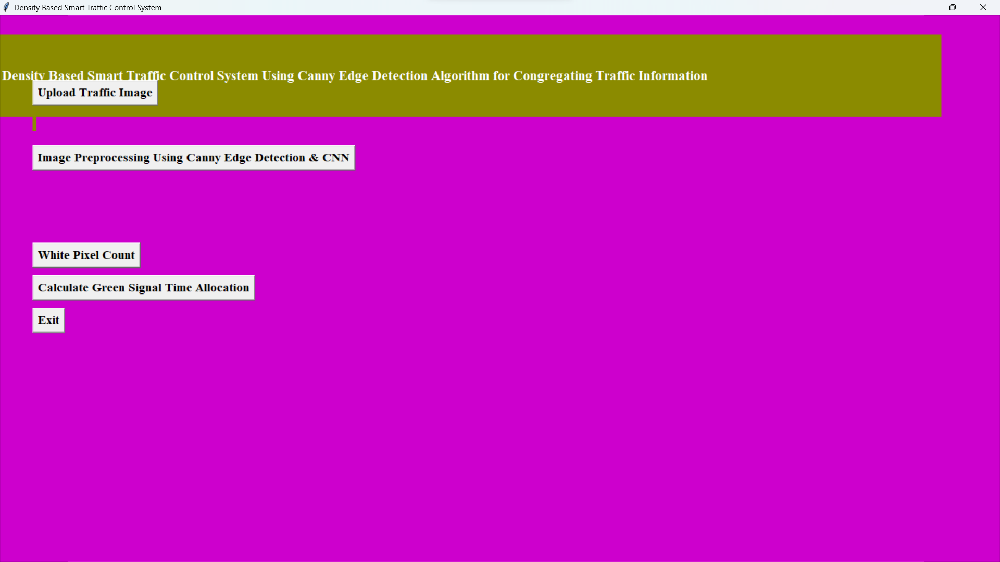 Density Based Smart Traffic Control System
Density Based Smart Traffic Control System Using Canny Edge Detection Algorithm for Congregating Traffic Information
Upload Traffic Image
Image Preprocessing Using Canny Edge Detection & CNN
White Pixel Count
Calculate Green Signal Time Allocation
Exit